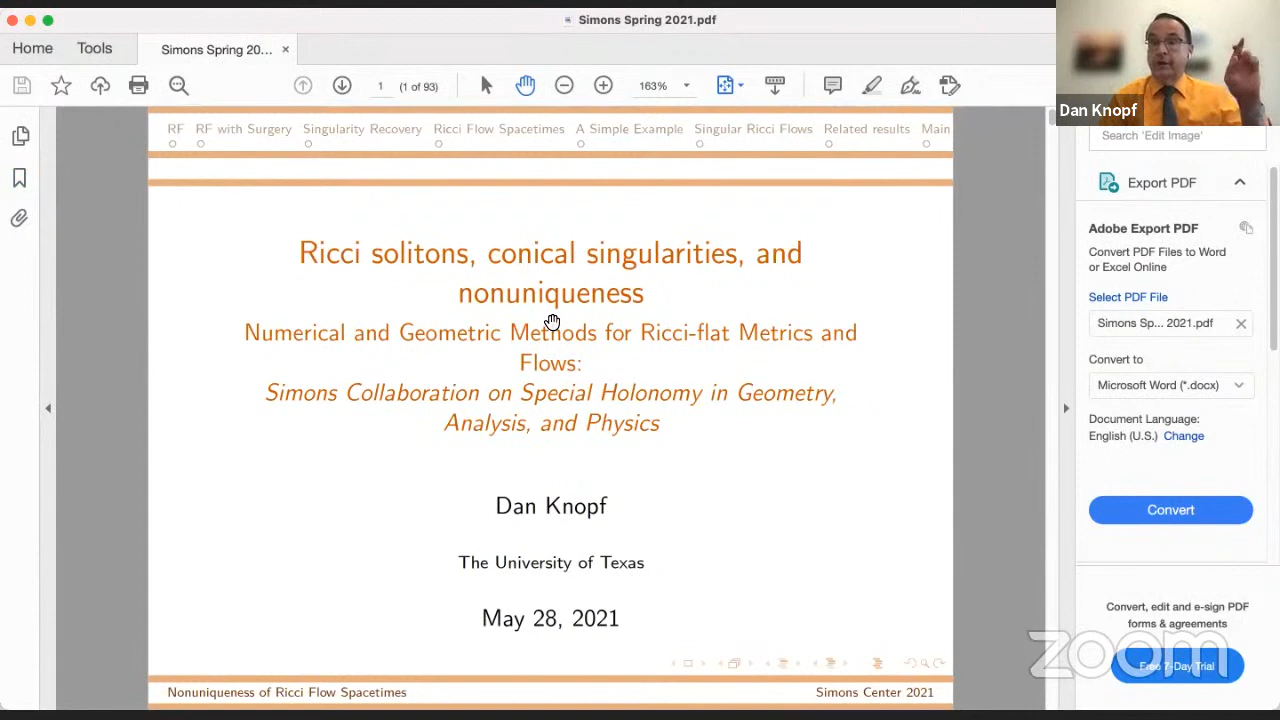 Simons Spring 2021.pdf
Home
Tools
Simons Spring 20...
1
(1 of 93)
163%
Dan Knopf
RF
RF with Surgery
Singularity Recovery
Ricci Flow Spacetimes
A Simple Example
Singular Ricci Flows
Related results
Main
Ricci solitons, conical singularities, and
nonuniqueness
Numerical and Geometric Methods for Ricci-flat Metrics and
Flows:
Simons Collaboration on Special Holonomy in Geometry,
Analysis, and Physics
Dan Knopf
The University of Texas
May 28, 2021
Nonuniqueness of Ricci Flow Spacetimes
Simons Center 2021
Search 'Edit Image'
Export PDF
Adobe Export PDF
Convert PDF Files to Word
or Excel Online
Select PDF File
Simons Sp... 2021.pdf
Convert to
Microsoft Word (*.docx)
Document Language:
English (U.S.) Change
Convert
Convert, edit and e-sign PDF
forms & agreements
Free 7-Day Trial
zoom